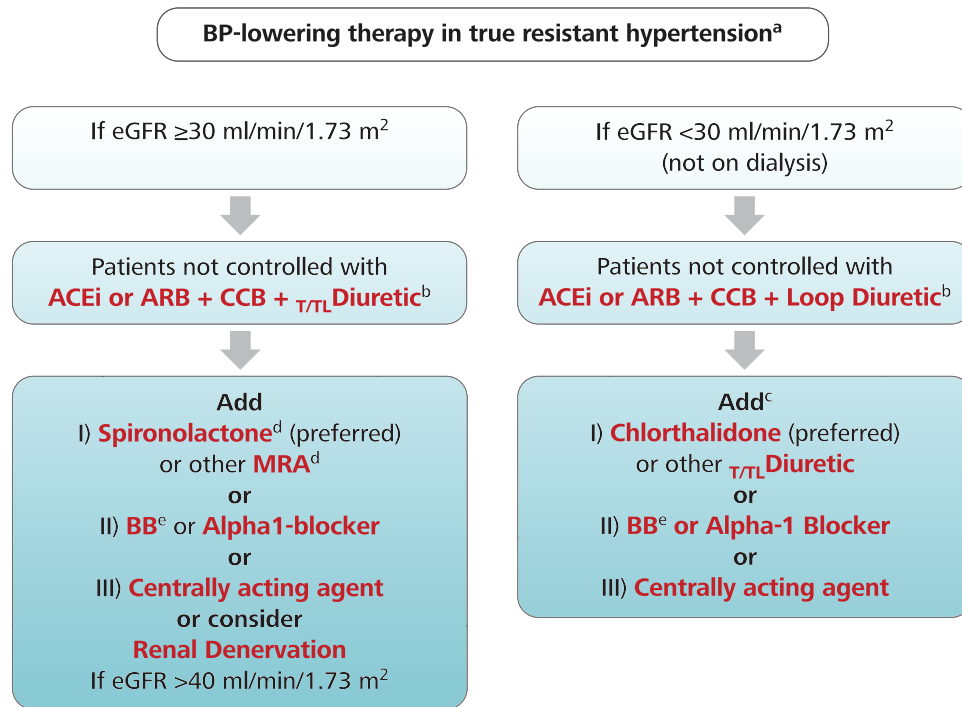 BP-lowering therapy in true resistant hypertensionᵃ
If eGFR ≥30 ml/min/1.73 m²
Patients not controlled with
ACEi or ARB + CCB + T/TLDiureticᵇ
Add
I) Spironolactoneᵈ (preferred)
or other MRAᵈ
or
II) BBᵉ or Alpha1-blocker
or
III) Centrally acting agent
or consider
Renal Denervation
If eGFR >40 ml/min/1.73 m²
If eGFR <30 ml/min/1.73 m²
(not on dialysis)
Patients not controlled with
ACEi or ARB + CCB + Loop Diureticᵇ
Addᶜ
I) Chlorthalidone (preferred)
or other T/TLDiuretic
or
II) BBᵉ or Alpha-1 Blocker
or
III) Centrally acting agent